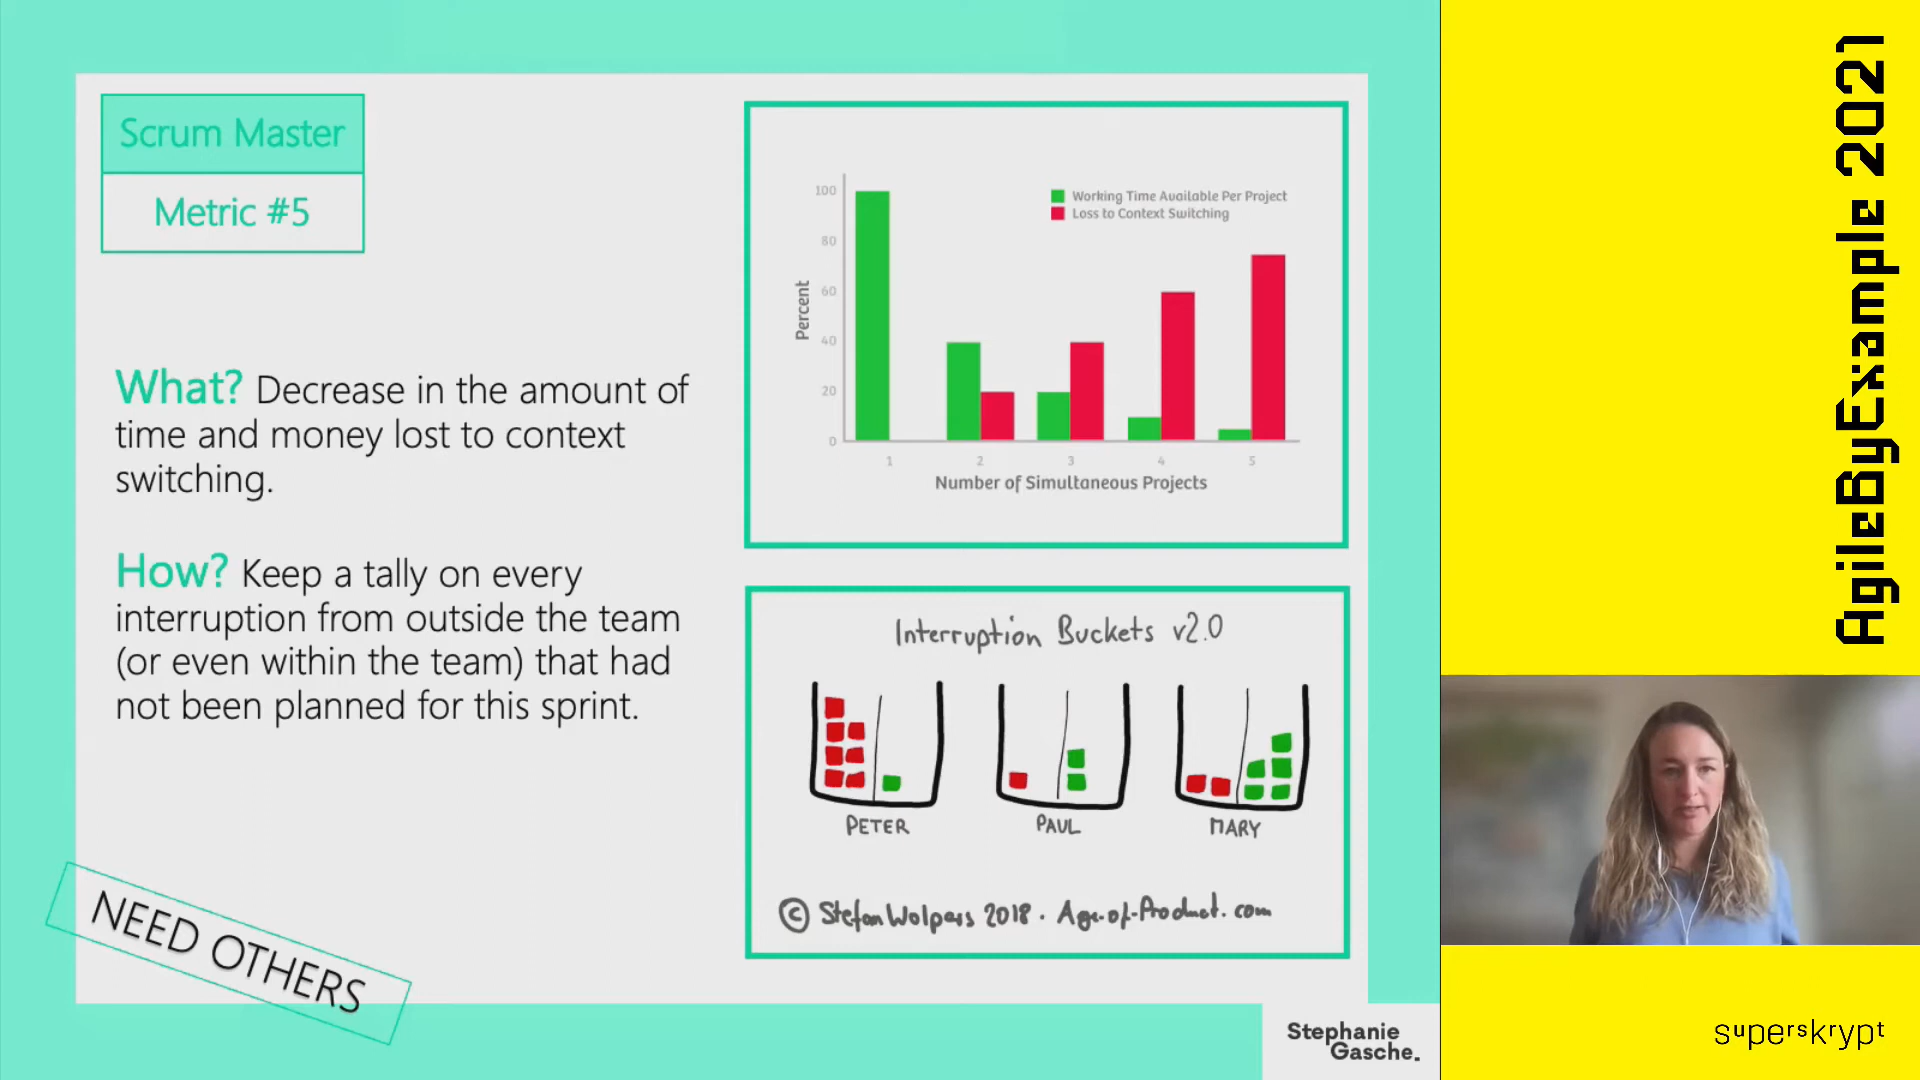 Scrum Master
Metric #5
What? Decrease in the amount of
time and money lost to context
switching.
How? Keep a tally on every
interruption from outside the team
(or even within the team) that had
not been planned for this sprint.
NEED OTHERS
Working Time Available Per Project
Loss to Context Switching
Percent
100
80
60
40
20
0
1 2 3 4 5
Number of Simultaneous Projects
Interruption Buckets v2.0
PETER PAUL MARY
© Stefan Wolpers 2018 · Age-of-Product.com
Stephanie
Gasche.
AgileByExample 2021
superskrypt